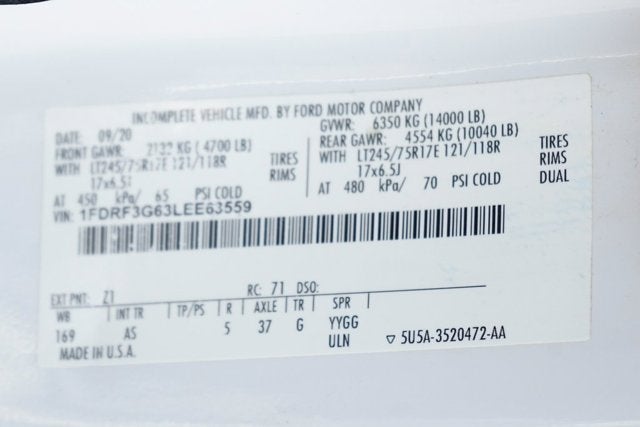 INCOMPLETE VEHICLE MFD. BY FORD MOTOR COMPANY
DATE: 09/20 GVWR: 6350 KG (14000 LB)
FRONT GAWR: KG ( 4700 LB) REAR GAWR: 4554 KG (10040 LB)
WITH LT245/75R17E 121/118R TIRES WITH LT245/75R17E 121/118R TIRES
17x6.5J RIMS 17x6.5J RIMS
AT 450 kPa/ 65 PSI COLD AT 480 kPa/ 70 PSI COLD DUAL
VIN: 1FDRF3G63LEE63559
EXT PNT: Z1 RC: 71 DSO:
WB INT TR TP/PS R AXLE TR SPR
169 AS 5 37 G YYGG
MADE IN U.S.A. ULN ▽ 5U5A-3520472-AA